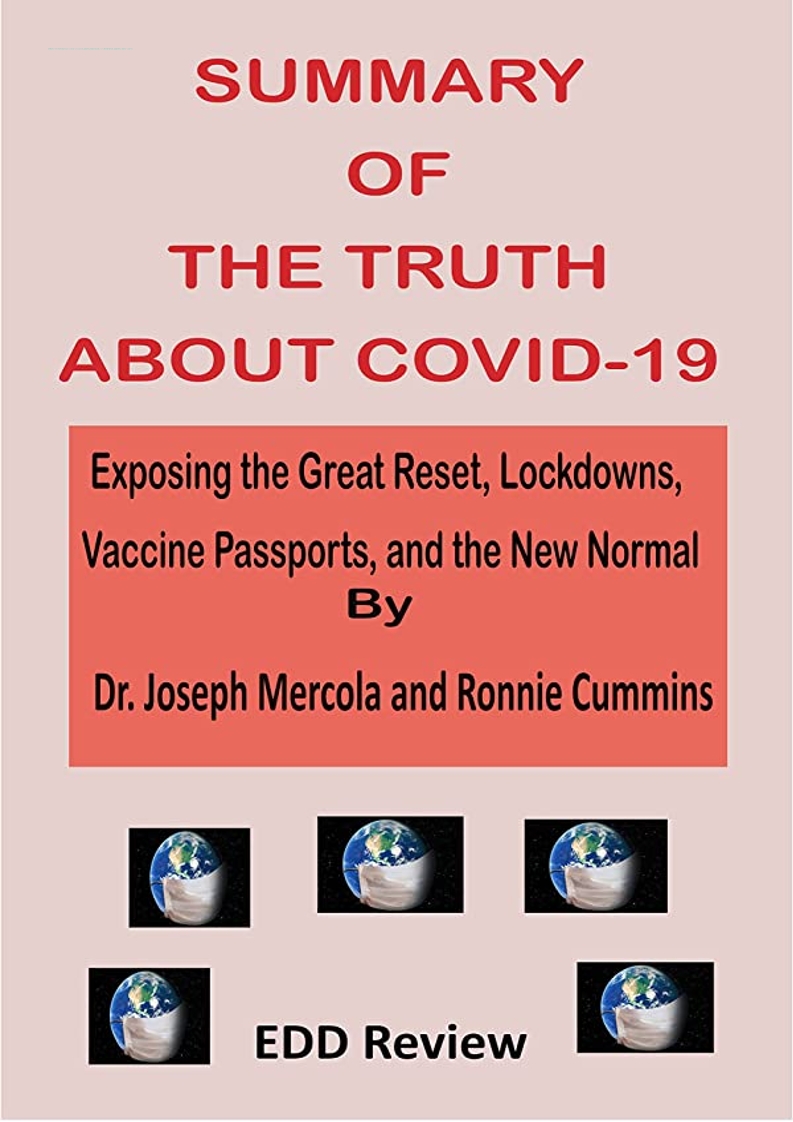 SUMMARY
OF
THE TRUTH
ABOUT COVID-19
Exposing the Great Reset, Lockdowns,
Vaccine Passports, and the New Normal
By
Dr. Joseph Mercola and Ronnie Cummins
EDD Review